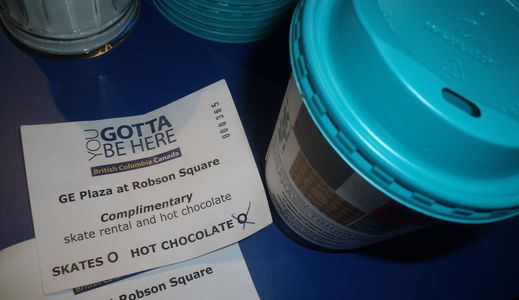 YOU GOTTA
BE HERE
British Columbia Canada
000365
GE Plaza at Robson Square
Complimentary
skate rental and hot chocolate
SKATES O HOT CHOCOLATE O
Robson Square